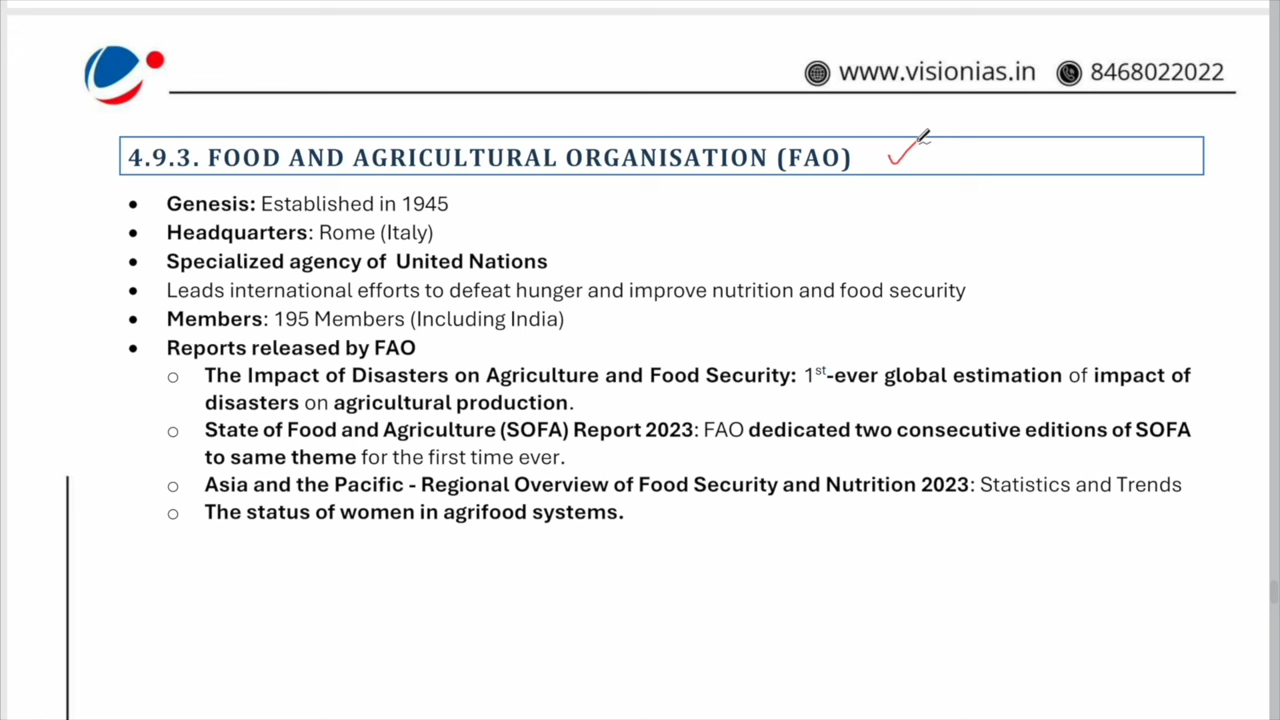 www.visionias.in 8468022022
4.9.3. FOOD AND AGRICULTURAL ORGANISATION (FAO)
• Genesis: Established in 1945
• Headquarters: Rome (Italy)
• Specialized agency of United Nations
• Leads international efforts to defeat hunger and improve nutrition and food security
• Members: 195 Members (Including India)
• Reports released by FAO
○ The Impact of Disasters on Agriculture and Food Security: 1st-ever global estimation of impact of
disasters on agricultural production.
○ State of Food and Agriculture (SOFA) Report 2023: FAO dedicated two consecutive editions of SOFA
to same theme for the first time ever.
○ Asia and the Pacific - Regional Overview of Food Security and Nutrition 2023: Statistics and Trends
○ The status of women in agrifood systems.